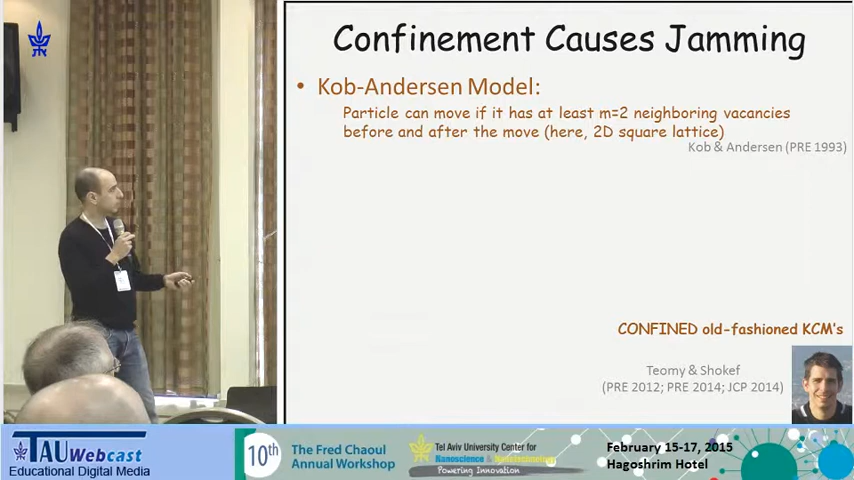 Confinement Causes Jamming
• Kob-Andersen Model:
Particle can move if it has at least m=2 neighboring vacancies
before and after the move (here, 2D square lattice)
Kob & Andersen (PRE 1993)
CONFINED old-fashioned KCM's
Teomy & Shokef
(PRE 2012; PRE 2014; JCP 2014)
TAU Webcast
Educational Digital Media
10th
The Fred Chaoul
Annual Workshop
Tel Aviv University Center for
Nanoscience & Nanotechnology
Powering Innovation
February 15-17, 2015
Hagoshrim Hotel